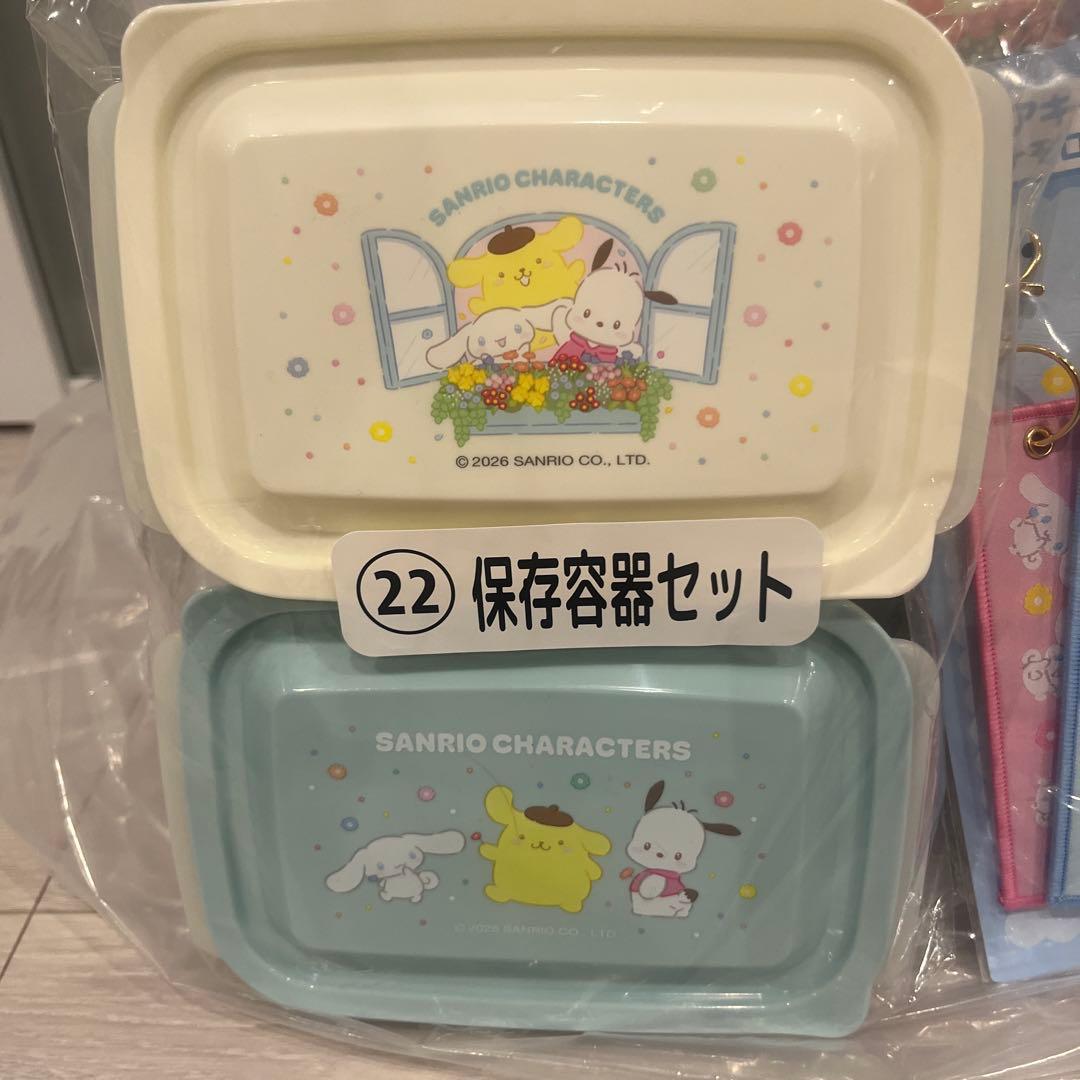 SANRIO CHARACTERS
© 2026 SANRIO CO., LTD.
22 保存容器セット
SANRIO CHARACTERS
© 2026 SANRIO CO., LTD.